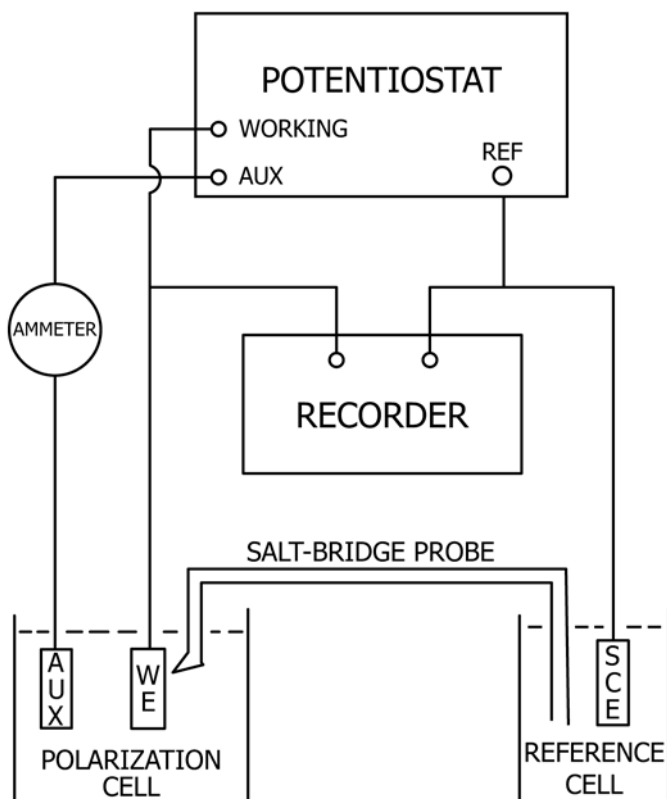 POTENTIOSTAT
WORKING
REF
AUX
AMMETER
RECORDER
SALT-BRIDGE PROBE
AUX
WE
SCE
POLARIZATION
CELL
REFERENCE
CELL